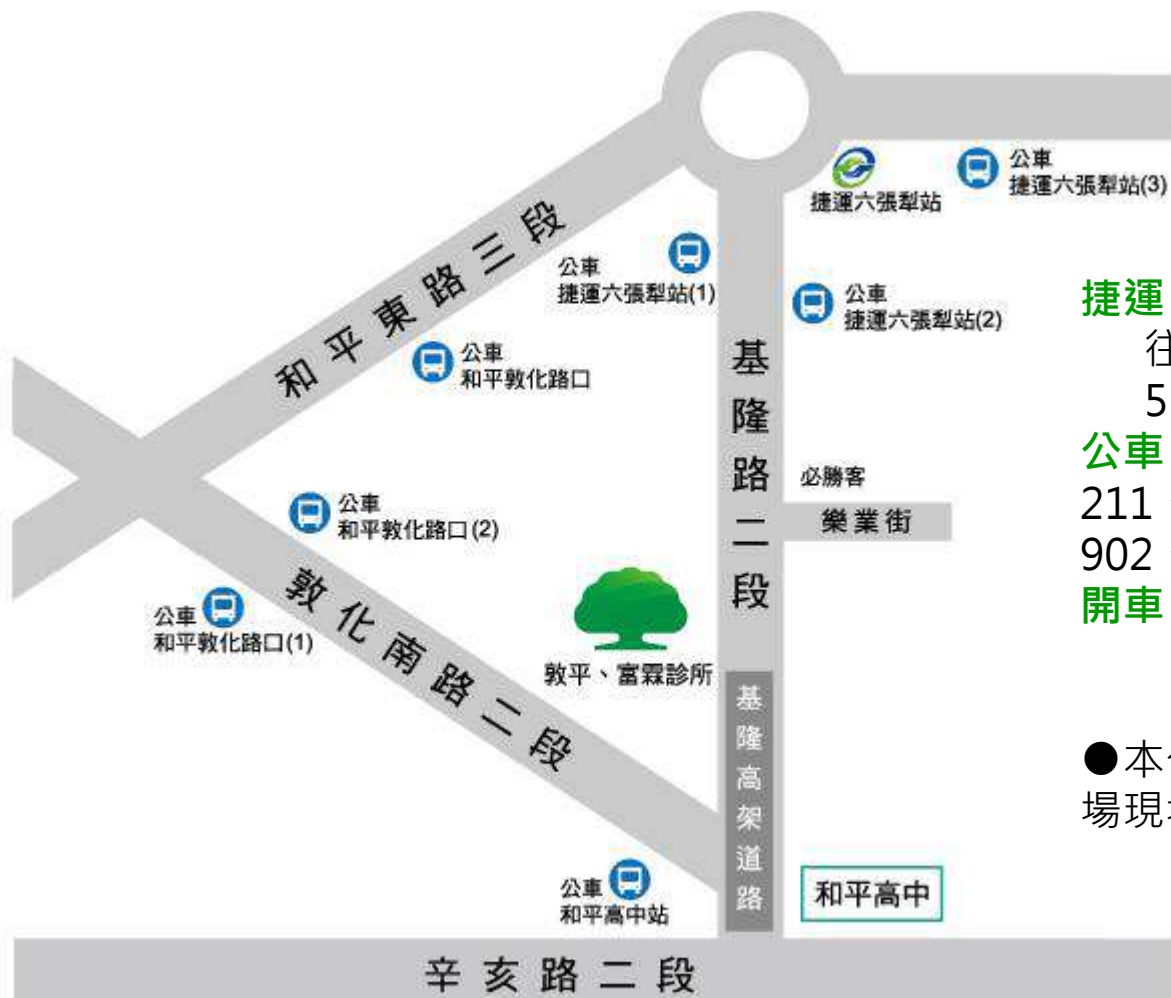 公車
捷運六張犁站(3)
捷運六張犁站
和平東路三段
公車
捷運六張犁站(1)
公車
捷運六張犁站(2)
公車
和平敦化路口
基隆路二段
必勝客
樂業街
公車
和平敦化路口(2)
公車
和平敦化路口(1)
敦化南路二段
敦平、富霖診所
基隆高架道路
公車
和平高中站
和平高中
辛亥路二段
捷運
往
5
公車
211
902
開車
●本
場現